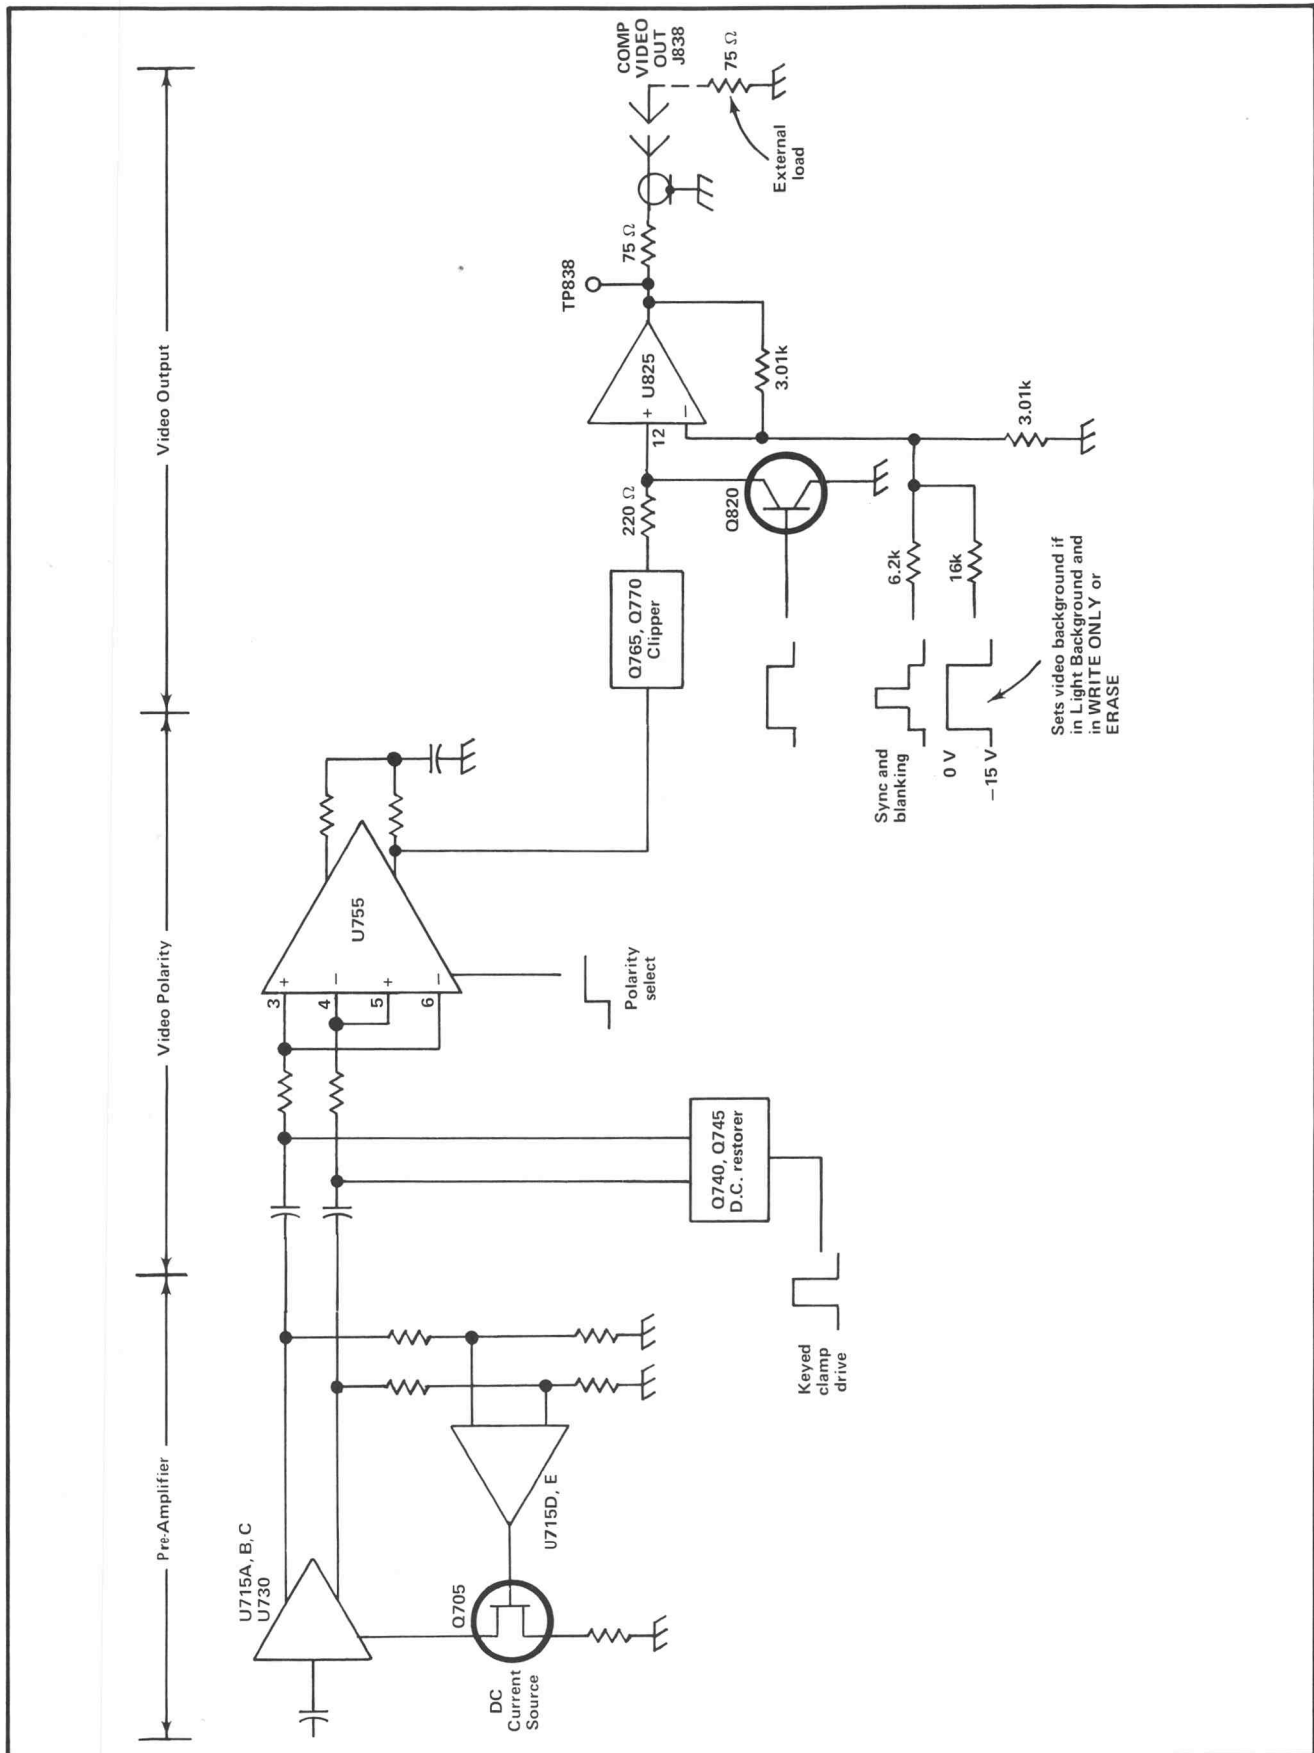 Pre-Amplifier
Video Polarity
Video Output
U715A, B, C
U730
Q705
DC
Current
Source
U715D, E
Keyed
clamp
drive
Q740, Q745
D.C. restorer
3
+
4
−
5
+
6
−
U755
Polarity
select
Q765, Q770
Clipper
220 Ω
12
+
−
U825
TP838
75 Ω
COMP
VIDEO
OUT
J838
75 Ω
External
load
3.01k
3.01k
Q820
6.2k
16k
Sync and
blanking
0 V
−15 V
Sets video background if
in Light Background and
in WRITE ONLY or
ERASE